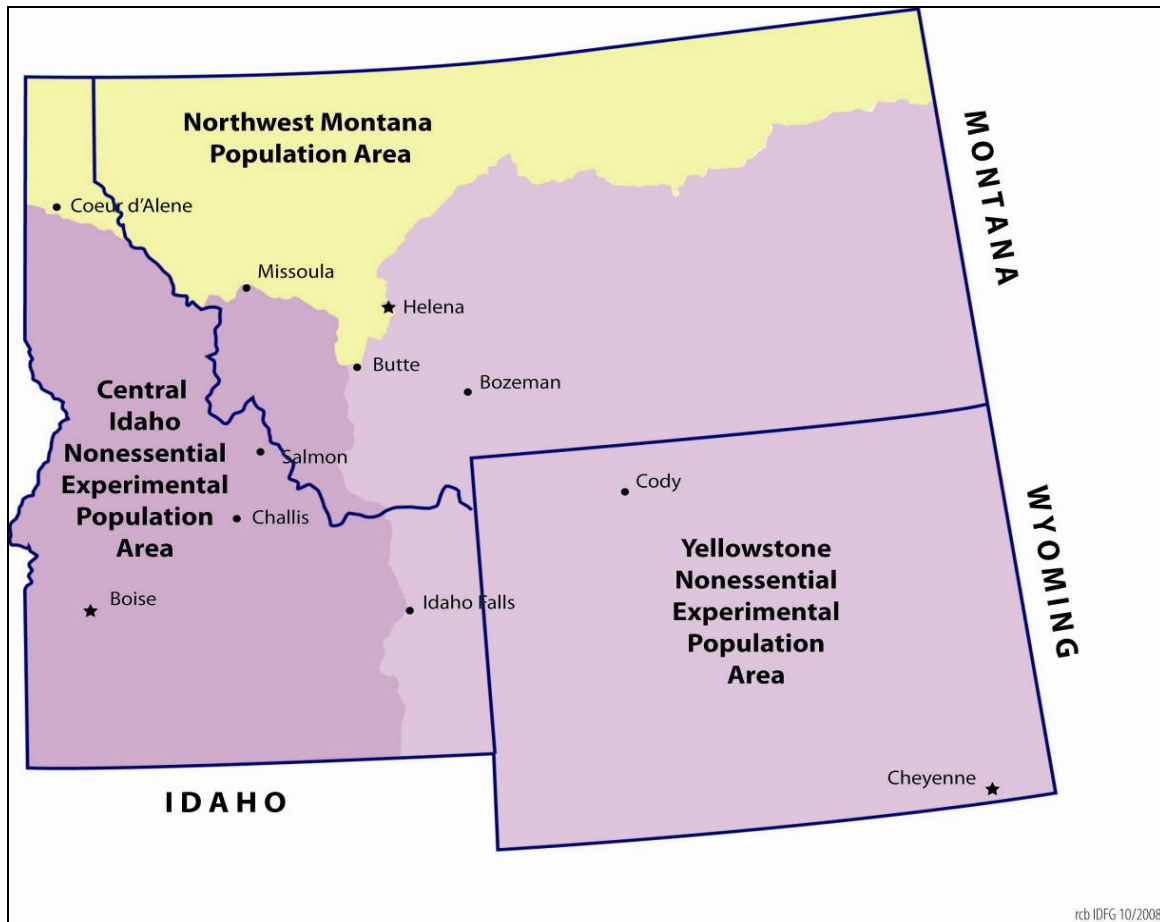 Northwest Montana
Population Area
MONTANA
Coeur d'Alene
Missoula
Helena
Butte
Bozeman
Central
Idaho
Nonessential
Experimental
Population
Area
Salmon
Challis
Boise
Idaho Falls
Cody
Yellowstone
Nonessential
Experimental
Population
Area
WYOMING
Cheyenne
IDAHO
rcb IDFG 10/2008